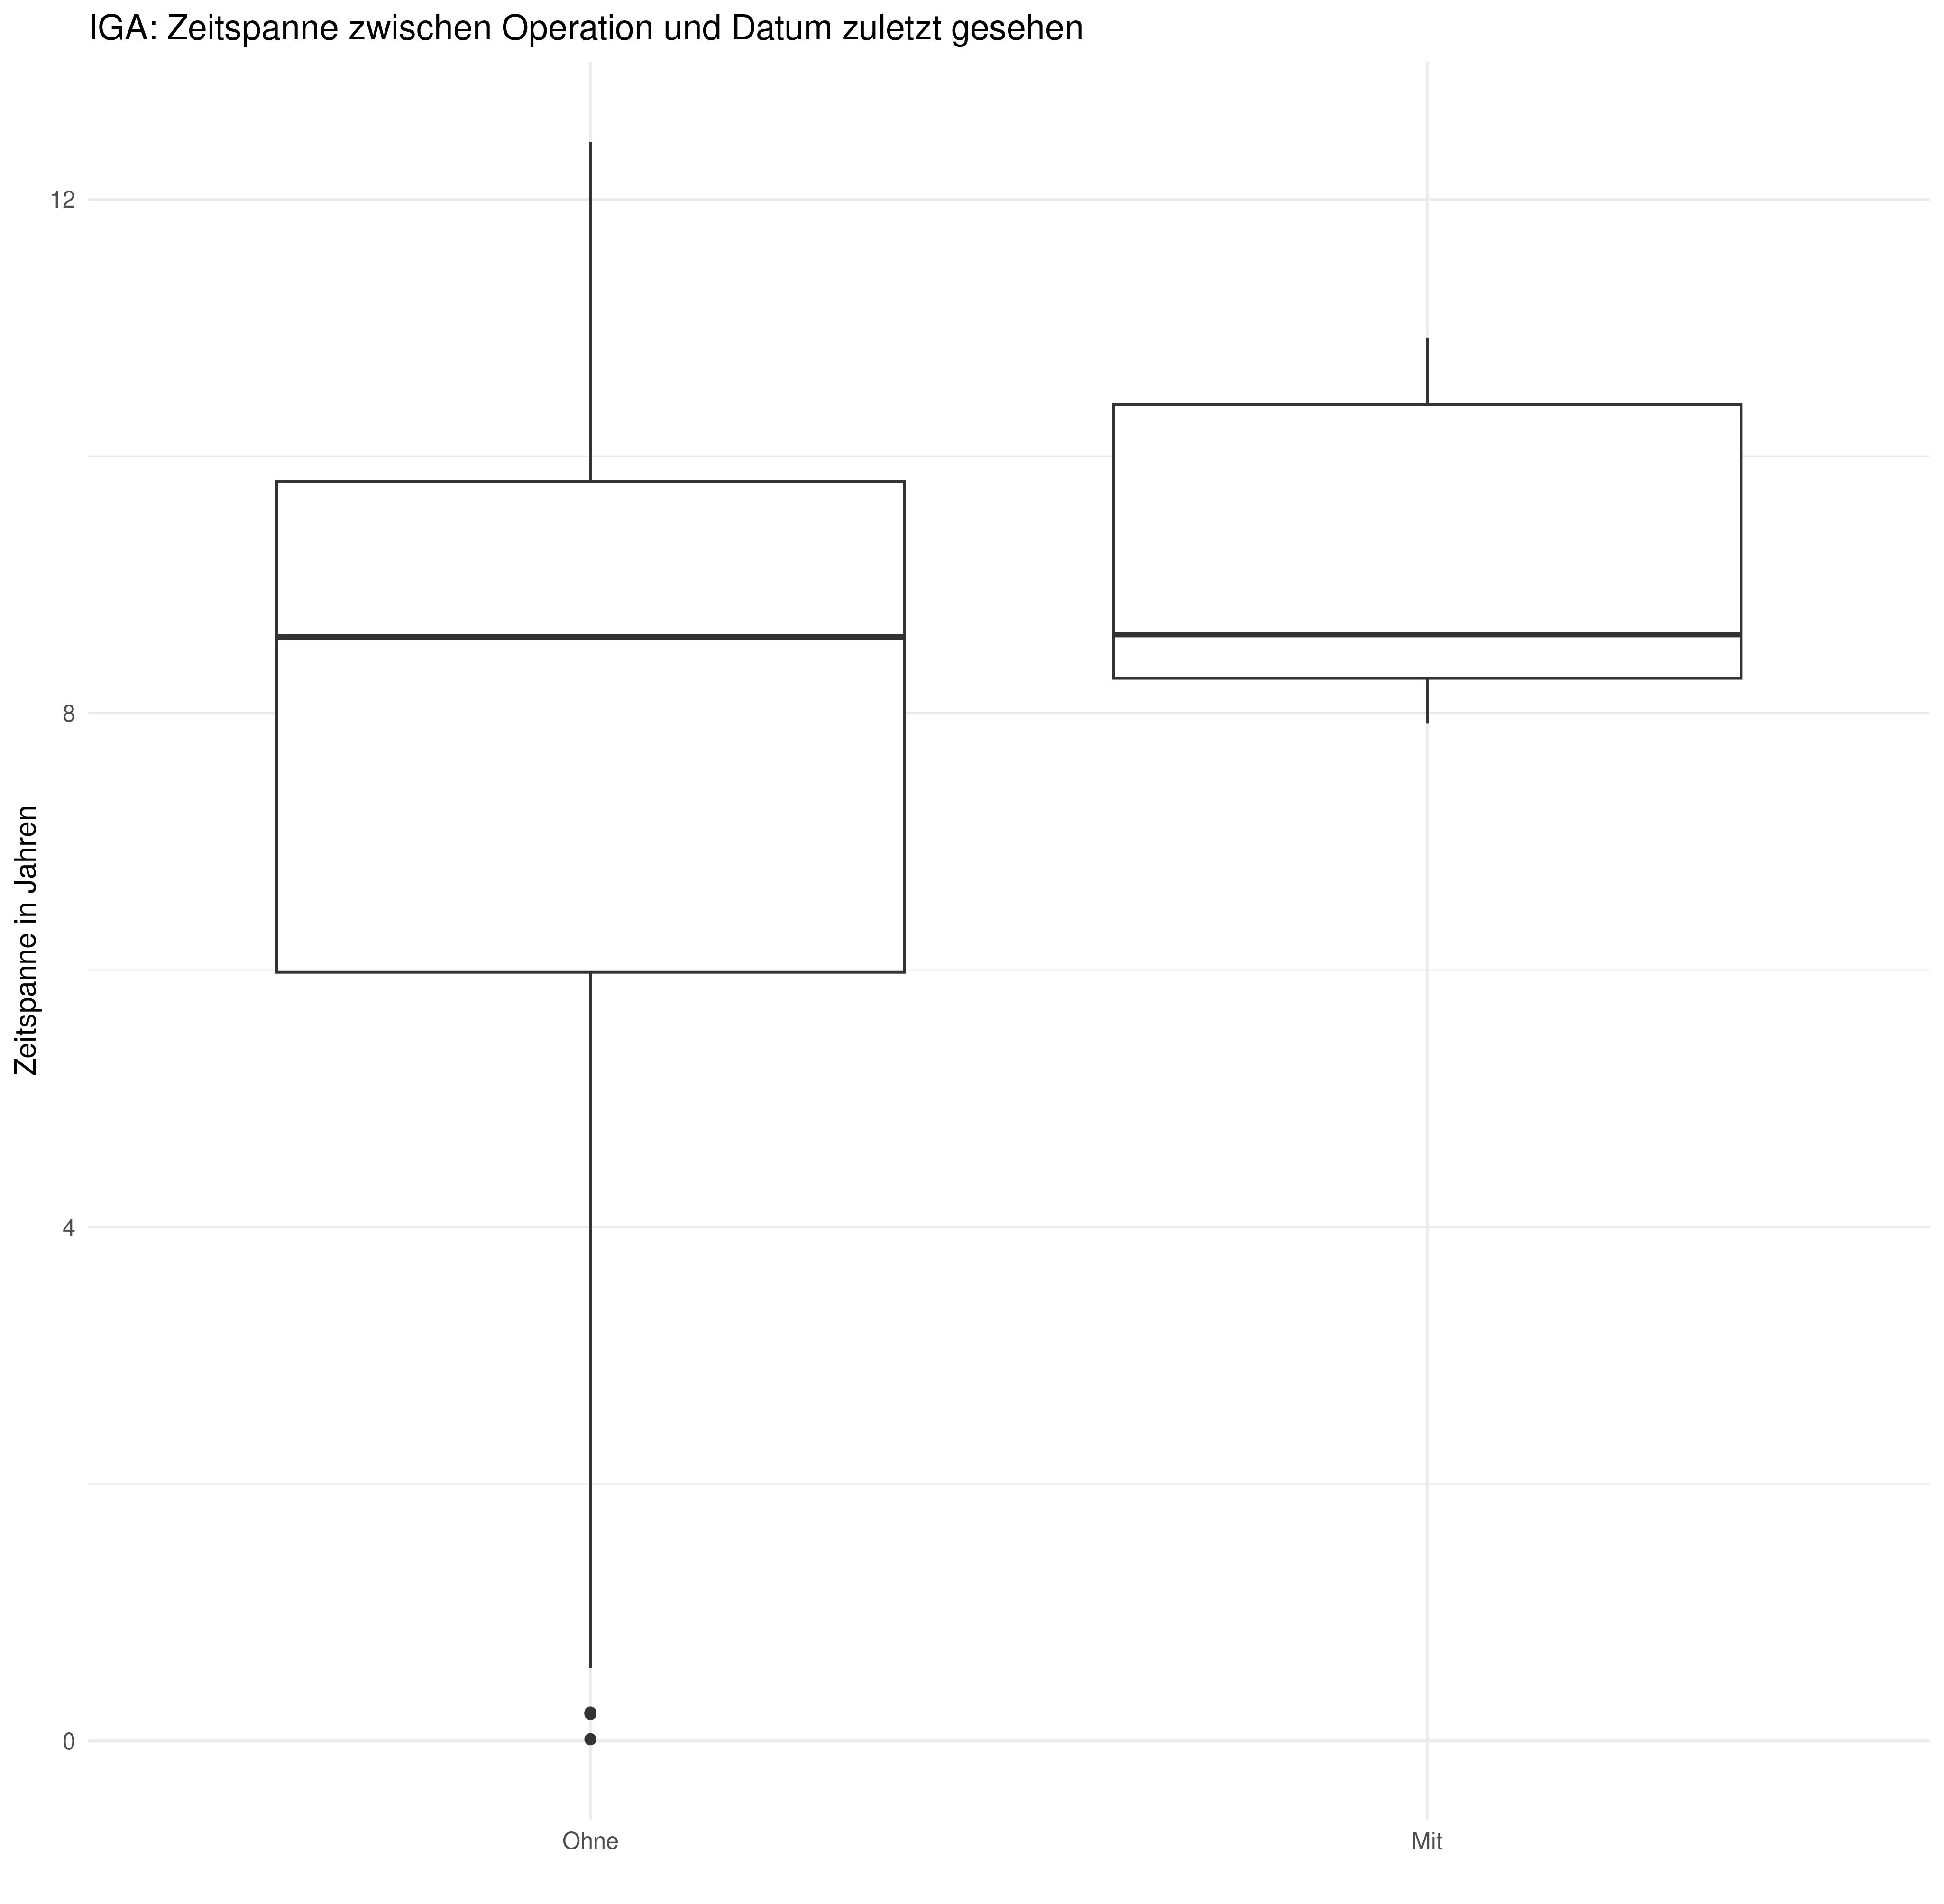 IGA: Zeitspanne zwischen Operation und Datum zuletzt gesehen
Zeitspanne in Jahren
12
8
4
0
Ohne
Mit